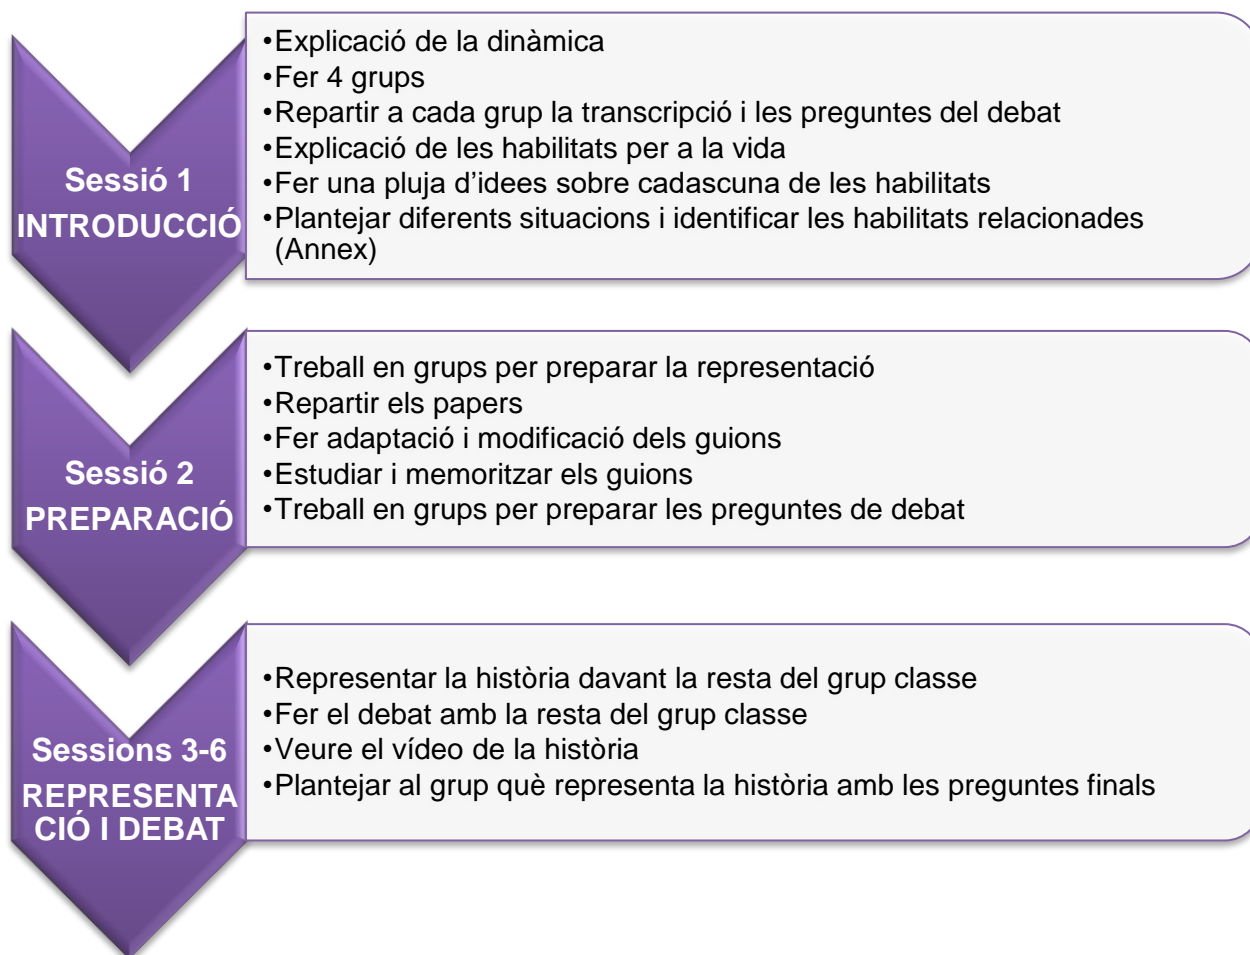 Sessió 1
INTRODUCCIÓ
•Explicació de la dinàmica
•Fer 4 grups
•Repartir a cada grup la transcripció i les preguntes del debat
•Explicació de les habilitats per a la vida
•Fer una pluja d’idees sobre cadascuna de les habilitats
•Plantejar diferents situacions i identificar les habilitats relacionades
(Annex)
Sessió 2
PREPARACIÓ
•Treball en grups per preparar la representació
•Repartir els papers
•Fer adaptació i modificació dels guions
•Estudiar i memoritzar els guions
•Treball en grups per preparar les preguntes de debat
Sessions 3-6
REPRESENTA
CIÓ I DEBAT
•Representar la història davant la resta del grup classe
•Fer el debat amb la resta del grup classe
•Veure el vídeo de la història
•Plantejar al grup què representa la història amb les preguntes finals